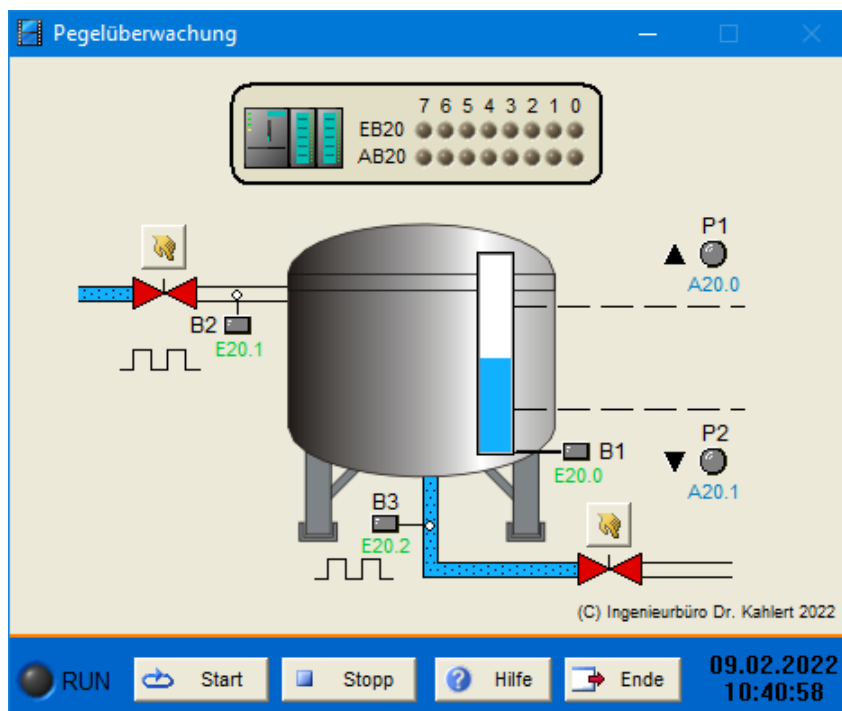 Pegelüberwachung
7 6 5 4 3 2 1 0
EB20
AB20
P1
A20.0
B2
E20.1
P2
A20.1
B1
E20.0
B3
E20.2
(C) Ingenieurbüro Dr. Kahlert 2022
RUN
Start
Stopp
Hilfe
Ende
09.02.2022
10:40:58